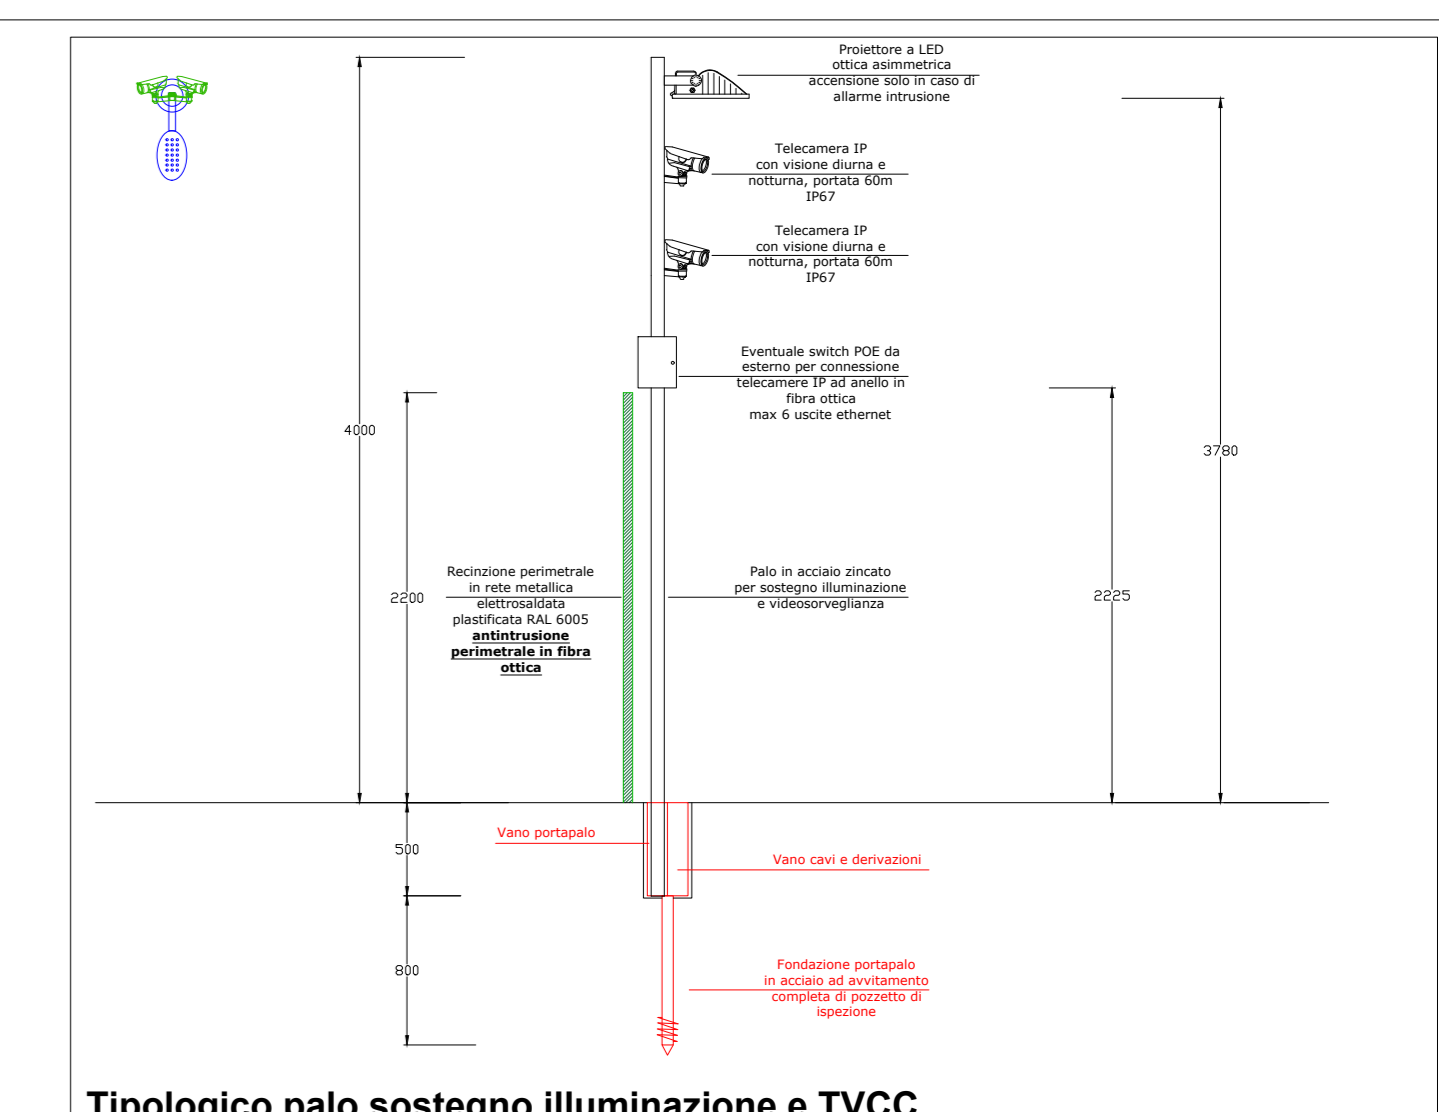 Proiettore a LED
ottica asimmetrica
accensione solo in caso di
allarme intrusione
Telecamera IP
con visione diurna e
notturna, portata 60m
IP67
Telecamera IP
con visione diurna e
notturna, portata 60m
IP67
Eventuale switch POE da
esterno per connessione
telecamere IP ad anello in
fibra ottica
max 6 uscite ethernet
4000
3780
Recinzione perimetrale
in rete metallica
elettrosaldata
plastificata RAL 6005
antintrusione
perimetrale in fibra
ottica
Palo in acciaio zincato
per sostegno illuminazione
e videosorveglianza
2200
2225
Vano portapalo
500
Vano cavi e derivazioni
800
Fondazione portapalo
in acciaio ad avvitamento
completa di pozzetto di
ispezione
Tipologico palo sostegno illuminazione e TVCC